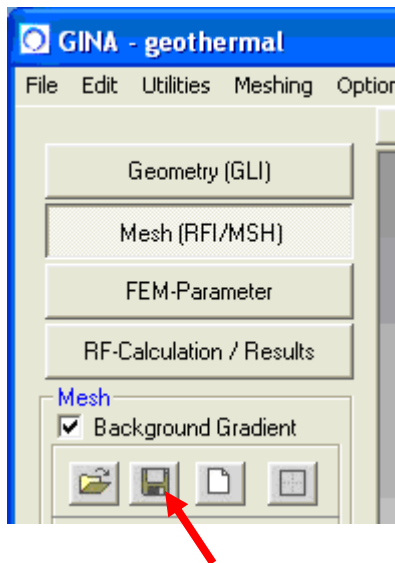 GINA - geothermal
File Edit Utilities Meshing Option
Geometry (GLI)
Mesh (RFI/MSH)
FEM-Parameter
RF-Calculation / Results
Mesh
Background Gradient